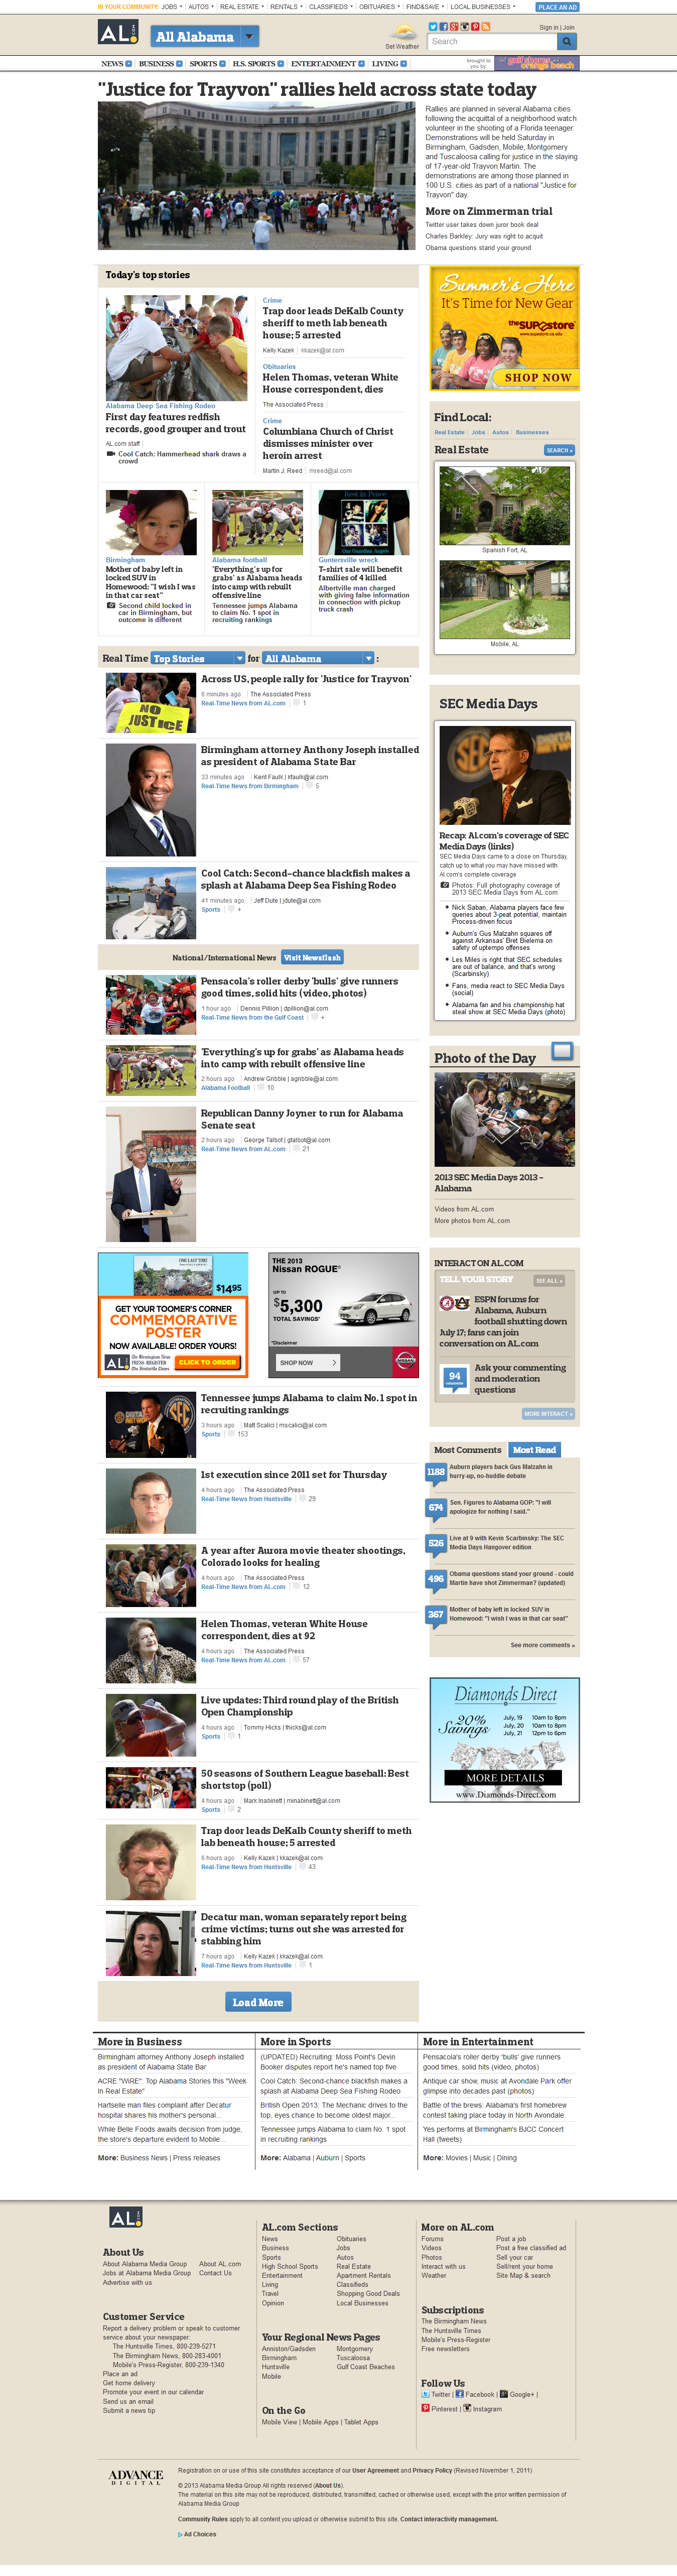 IN YOUR COMMUNITY: JOBS AUTOS REAL ESTATE RENTALS CLASSIFIEDS OBITUARIES FIND&SAVE LOCAL BUSINESSES PLACE AN AD
AL. All Alabama
Set Weather
Sign in | Join
Search
NEWS BUSINESS SPORTS H.S. SPORTS ENTERTAINMENT LIVING
brought to you by: gulf shores orange beach
"Justice for Trayvon" rallies held across state today
Rallies are planned in several Alabama cities
following the acquittal of a neighborhood watch
volunteer in the shooting of a Florida teenager.
Demonstrations will be held Saturday in
Birmingham, Gadsden, Mobile, Montgomery
and Tuscaloosa calling for justice in the slaying
of 17-year-old Trayvon Martin. The
demonstrations are among those planned in
100 U.S. cities as part of a national "Justice for
Trayvon" day.
More on Zimmerman trial
Twitter user takes down juror book deal
Charles Barkley: Jury was right to acquit
Obama questions stand your ground
Today's top stories
Alabama Deep Sea Fishing Rodeo
First day features redfish
records, good grouper and trout
AL.com staff
Cool Catch: Hammerhead shark draws a
crowd
Crime
Trap door leads DeKalb County
sheriff to meth lab beneath
house; 5 arrested
Kelly Kazek | kkazek@al.com
Obituaries
Helen Thomas, veteran White
House correspondent, dies
The Associated Press
Crime
Columbiana Church of Christ
dismisses minister over
heroin arrest
Martin J. Reed | mreed@al.com
Birmingham
Mother of baby left in
locked SUV in
Homewood: "I wish I was
in that car seat"
Second child locked in
car in Birmingham, but
outcome is different
Alabama football
'Everything's up for
grabs' as Alabama heads
into camp with rebuilt
offensive line
Tennessee jumps Alabama
to claim No. 1 spot in
recruiting rankings
Rest In Peace
Our Guardian Angels
Guntersville wreck
T-shirt sale will benefit
families of 4 killed
Albertville man charged
with giving false information
in connection with pickup
truck crash
Summer's Here
It's Time for New Gear
the SUPeSTORE
www.supestore.us.edu
SHOP NOW
Find Local:
Real Estate | Jobs | Autos | Businesses
Real Estate SEARCH »
Spanish Fort, AL
Mobile, AL
Real Time Top Stories for All Alabama :
NO JUSTICE
Across US, people rally for 'Justice for Trayvon'
6 minutes ago | The Associated Press
Real-Time News from AL.com | 1
Birmingham attorney Anthony Joseph installed
as president of Alabama State Bar
33 minutes ago | Kent Faulk | kfaulk@al.com
Real-Time News from Birmingham | 5
Cool Catch: Second-chance blackfish makes a
splash at Alabama Deep Sea Fishing Rodeo
41 minutes ago | Jeff Dute | jdute@al.com
Sports | +
National/International News Visit Newsflash
Pensacola's roller derby 'bulls' give runners
good times, solid hits (video, photos)
1 hour ago | Dennis Pillion | dpillion@al.com
Real-Time News from the Gulf Coast | +
'Everything's up for grabs' as Alabama heads
into camp with rebuilt offensive line
2 hours ago | Andrew Gribble | agribble@al.com
Alabama Football | 10
Republican Danny Joyner to run for Alabama
Senate seat
2 hours ago | George Talbot | gtalbot@al.com
Real-Time News from AL.com | 21
SEC Media Days
Recap: Al.com's coverage of SEC
Media Days (links)
SEC Media Days came to a close on Thursday,
catch up to what you may have missed with
Al.com's complete coverage
Photos: Full photography coverage of
2013 SEC Media Days from AL.com
Nick Saban, Alabama players face few
queries about 3-peat potential, maintain
Process-driven focus
Auburn's Gus Malzahn squares off
against Arkansas' Bret Bielema on
safety of uptempo offenses
Les Miles is right that SEC schedules
are out of balance, and that's wrong
(Scarbinsky)
Fans, media react to SEC Media Days
(social)
Alabama fan and his championship hat
steal show at SEC Media Days (photo)
Photo of the Day
2013 SEC Media Days 2013 -
Alabama
Videos from AL.com
More photos from AL.com
ONE LAST TIME
$14.95
GET YOUR TOOMER'S CORNER
COMMEMORATIVE
POSTER
NOW AVAILABLE! ORDER YOURS!
AL. The Birmingham News
PRESS-REGISTER
The Huntsville Times
CLICK TO ORDER
THE 2013
Nissan ROGUE®
UP TO
$5,300
TOTAL SAVINGS*
*Disclaimer
SHOP NOW
NISSAN
INTERACT ON AL.COM
TELL YOUR STORY SEE ALL »
ESPN forums for
Alabama, Auburn
football shutting down
July 17; fans can join
conversation on AL.com
94
Ask your commenting
and moderation
questions
MORE INTERACT »
Tennessee jumps Alabama to claim No. 1 spot in
recruiting rankings
3 hours ago | Matt Scalici | mscalici@al.com
Sports | 153
1st execution since 2011 set for Thursday
4 hours ago | The Associated Press
Real-Time News from Huntsville | 29
A year after Aurora movie theater shootings,
Colorado looks for healing
4 hours ago | The Associated Press
Real-Time News from AL.com | 12
Helen Thomas, veteran White House
correspondent, dies at 92
4 hours ago | The Associated Press
Real-Time News from AL.com | 57
Live updates: Third round play of the British
Open Championship
4 hours ago | Tommy Hicks | thicks@al.com
Sports | 1
50 seasons of Southern League baseball: Best
shortstop (poll)
4 hours ago | Mark Inabinett | minabinett@al.com
Sports | 2
Trap door leads DeKalb County sheriff to meth
lab beneath house; 5 arrested
6 hours ago | Kelly Kazek | kkazek@al.com
Real-Time News from Huntsville | 43
Decatur man, woman separately report being
crime victims; turns out she was arrested for
stabbing him
7 hours ago | Kelly Kazek | kkazek@al.com
Real-Time News from Huntsville | 1
Load More
Most Comments Most Read
1188 Auburn players back Gus Malzahn in
hurry-up, no-huddle debate
674 Sen. Figures to Alabama GOP: "I will
apologize for nothing I said."
526 Live at 9 with Kevin Scarbinsky: The SEC
Media Days Hangover edition
496 Obama questions stand your ground - could
Martin have shot Zimmerman? (updated)
367 Mother of baby left in locked SUV in
Homewood: "I wish I was in that car seat"
See more comments »
Diamonds Direct
20% Savings
July, 19 10am to 8pm
July, 20 10am to 8pm
July, 21 12pm to 6pm
MORE DETAILS
www.Diamonds-Direct.com
More in Business
Birmingham attorney Anthony Joseph installed
as president of Alabama State Bar
ACRE "WIRE": Top Alabama Stories this "Week
In Real Estate"
Hartselle man files complaint after Decatur
hospital shares his mother's personal...
While Belle Foods awaits decision from judge,
the store's departure evident to Mobile...
More: Business News | Press releases
More in Sports
(UPDATED) Recruiting: Moss Point's Devin
Booker disputes report he's named top five
Cool Catch: Second-chance blackfish makes a
splash at Alabama Deep Sea Fishing Rodeo
British Open 2013: The Mechanic drives to the
top, eyes chance to become oldest major...
Tennessee jumps Alabama to claim No. 1 spot
in recruiting rankings
More: Alabama | Auburn | Sports
More in Entertainment
Pensacola's roller derby 'bulls' give runners
good times, solid hits (video, photos)
Antique car show, music at Avondale Park offer
glimpse into decades past (photos)
Battle of the brews: Alabama's first homebrew
contest taking place today in North Avondale
Yes performs at Birmingham's BJCC Concert
Hall (tweets)
More: Movies | Music | Dining
AL.
About Us
About Alabama Media Group About AL.com
Jobs at Alabama Media Group Contact Us
Advertise with us
Customer Service
Report a delivery problem or speak to customer
service about your newspaper:
The Huntsville Times, 800-239-5271
The Birmingham News, 800-283-4001
Mobile's Press-Register, 800-239-1340
Place an ad
Get home delivery
Promote your event in our calendar
Send us an email
Submit a news tip
AL.com Sections
News Obituaries
Business Jobs
Sports Autos
High School Sports Real Estate
Entertainment Apartment Rentals
Living Classifieds
Travel Shopping Good Deals
Opinion Local Businesses
Your Regional News Pages
Anniston/Gadsden Montgomery
Birmingham Tuscaloosa
Huntsville Gulf Coast Beaches
Mobile
On the Go
Mobile View | Mobile Apps | Tablet Apps
More on AL.com
Forums Post a job
Videos Post a free classified ad
Photos Sell your car
Interact with us Sell/rent your home
Weather Site Map & search
Subscriptions
The Birmingham News
The Huntsville Times
Mobile's Press-Register
Free newsletters
Follow Us
Twitter | Facebook | Google+ |
Pinterest | Instagram
ADVANCE
DIGITAL
Registration on or use of this site constitutes acceptance of our User Agreement and Privacy Policy (Revised November 1, 2011)
© 2013 Alabama Media Group All rights reserved (About Us).
The material on this site may not be reproduced, distributed, transmitted, cached or otherwise used, except with the prior written permission of
Alabama Media Group
Community Rules apply to all content you upload or otherwise submit to this site. Contact interactivity management.
Ad Choices